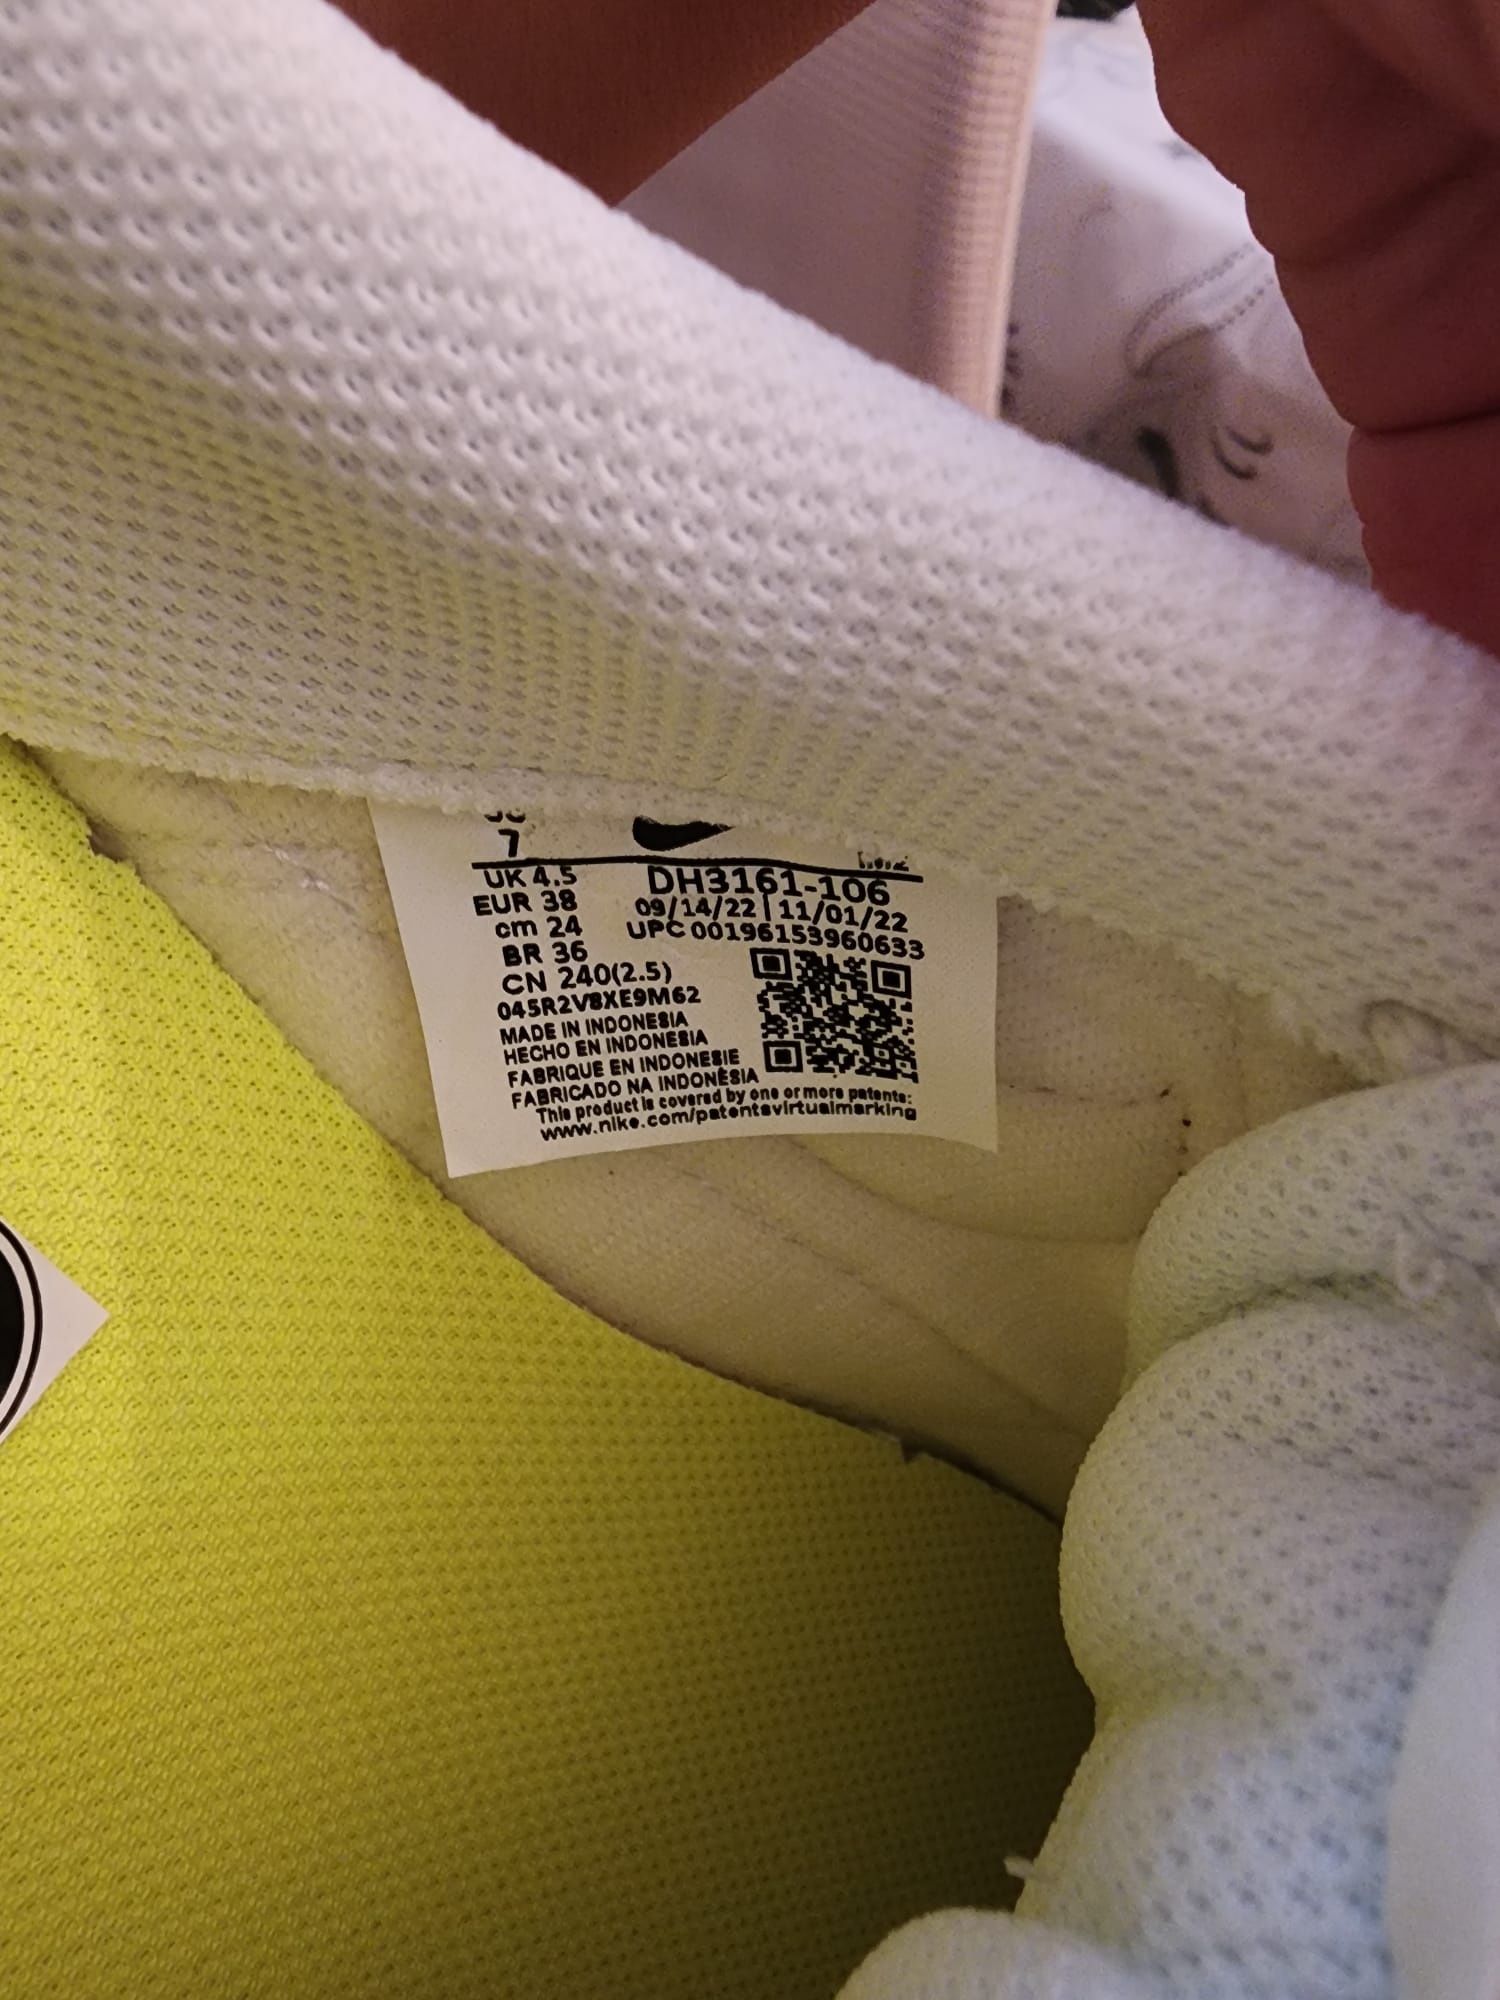 7
UK 4.5
EUR 38
cm 24
BR 36
CN 240(2.5)
045R2V8XE9M62
MADE IN INDONESIA
HECHO EN INDONESIA
FABRIQUE EN INDONESIE
FABRICADO NA INDONÉSIA
DH3161-106
09/14/22 | 11/01/22
UPC 00196153960633
This product is covered by one or more patents:
www.nike.com/patentsvirtualmarking